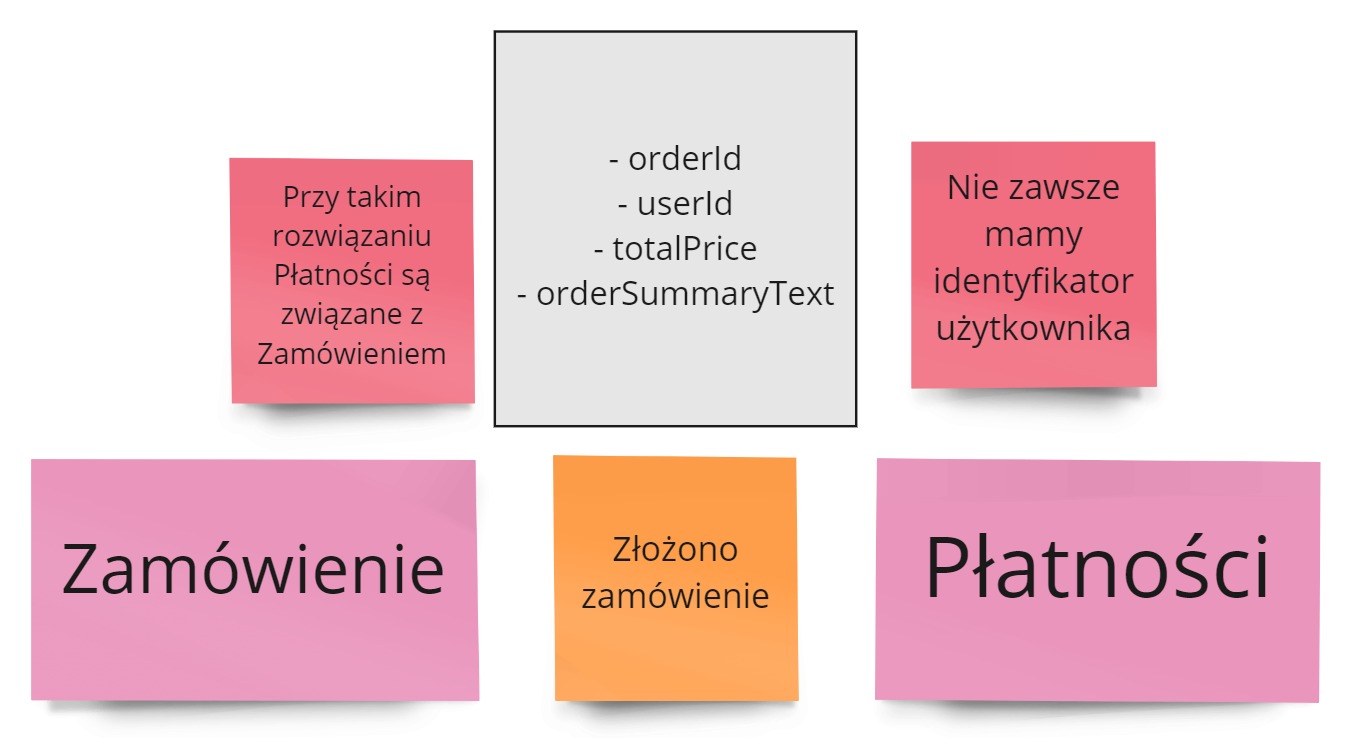 Przy takim
rozwiązaniu
Płatności są
związane z
Zamówieniem
- orderId
- userId
- totalPrice
- orderSummaryText
Nie zawsze
mamy
identyfikator
użytkownika
Zamówienie
Złożono
zamówienie
Płatności